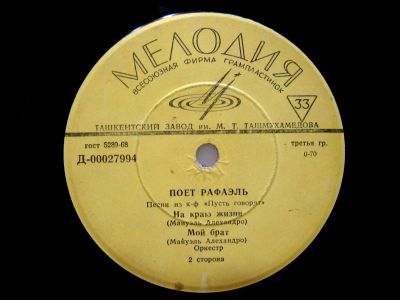 МЕЛОДИЯ
ВСЕСОЮЗНАЯ ФИРМА ГРАМПЛАСТИНОК
33
ТАШКЕНТСКИЙ ЗАВОД им. М. Т. ТАШМУХАМЕДОВА
гост 5289-68
третья гр.
Д-00027994
0-70
ПОЕТ РАФАЭЛЬ
Песни из к-ф «Пусть говорят»
На краю жизни
(Мануэль Алехандро)
Мой брат
(Мануэль Алехандро)
Оркестр
2 сторона